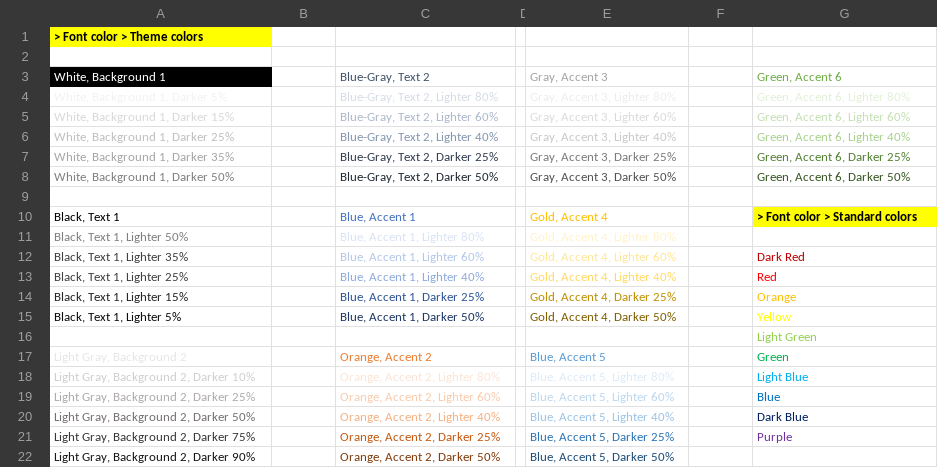 A B C D E F G
1 > Font color > Theme colors
2
3 White, Background 1 Blue-Gray, Text 2 Gray, Accent 3 Green, Accent 6
4 White, Background 1, Darker 5% Blue-Gray, Text 2, Lighter 80% Gray, Accent 3, Lighter 80% Green, Accent 6, Lighter 80%
5 White, Background 1, Darker 15% Blue-Gray, Text 2, Lighter 60% Gray, Accent 3, Lighter 60% Green, Accent 6, Lighter 60%
6 White, Background 1, Darker 25% Blue-Gray, Text 2, Lighter 40% Gray, Accent 3, Lighter 40% Green, Accent 6, Lighter 40%
7 White, Background 1, Darker 35% Blue-Gray, Text 2, Darker 25% Gray, Accent 3, Darker 25% Green, Accent 6, Darker 25%
8 White, Background 1, Darker 50% Blue-Gray, Text 2, Darker 50% Gray, Accent 3, Darker 50% Green, Accent 6, Darker 50%
9
10 Black, Text 1 Blue, Accent 1 Gold, Accent 4 > Font color > Standard colors
11 Black, Text 1, Lighter 50% Blue, Accent 1, Lighter 80% Gold, Accent 4, Lighter 80%
12 Black, Text 1, Lighter 35% Blue, Accent 1, Lighter 60% Gold, Accent 4, Lighter 60% Dark Red
13 Black, Text 1, Lighter 25% Blue, Accent 1, Lighter 40% Gold, Accent 4, Lighter 40% Red
14 Black, Text 1, Lighter 15% Blue, Accent 1, Darker 25% Gold, Accent 4, Darker 25% Orange
15 Black, Text 1, Lighter 5% Blue, Accent 1, Darker 50% Gold, Accent 4, Darker 50% Yellow
16 Light Green
17 Light Gray, Background 2 Orange, Accent 2 Blue, Accent 5 Green
18 Light Gray, Background 2, Darker 10% Orange, Accent 2, Lighter 80% Blue, Accent 5, Lighter 80% Light Blue
19 Light Gray, Background 2, Darker 25% Orange, Accent 2, Lighter 60% Blue, Accent 5, Lighter 60% Blue
20 Light Gray, Background 2, Darker 50% Orange, Accent 2, Lighter 40% Blue, Accent 5, Lighter 40% Dark Blue
21 Light Gray, Background 2, Darker 75% Orange, Accent 2, Darker 25% Blue, Accent 5, Darker 25% Purple
22 Light Gray, Background 2, Darker 90% Orange, Accent 2, Darker 50% Blue, Accent 5, Darker 50%